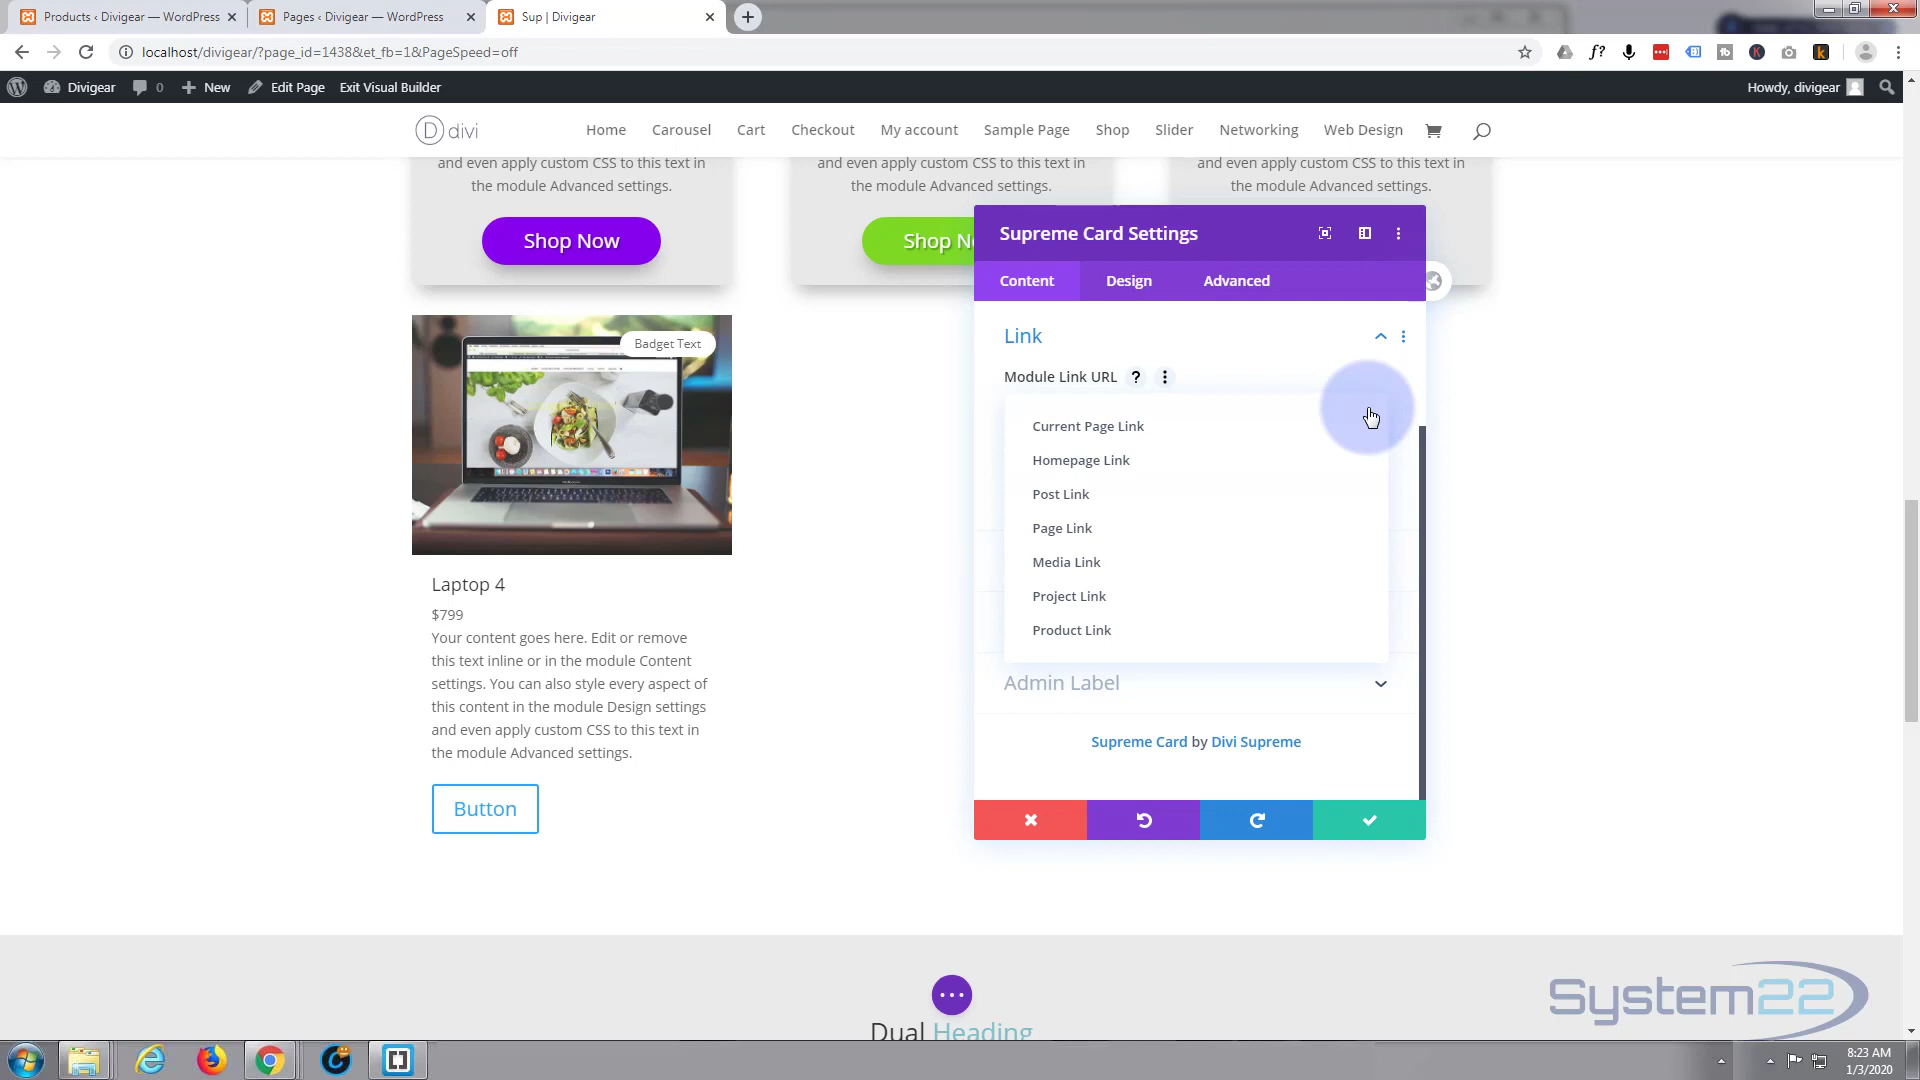 Products ‹ Divigear — WordPress
Pages ‹ Divigear — WordPress
Sup | Divigear
localhost/divigear/?page_id=1438&et_fb=1&PageSpeed=off
Divigear 0 New Edit Page Exit Visual Builder Howdy, divigear
divi Home Carousel Cart Checkout My account Sample Page Shop Slider Networking Web Design
and even apply custom CSS to this text in
the module Advanced settings.
Shop Now
and even apply custom CSS to this text in
the module Advanced settings.
Shop N
and even apply custom CSS to this text in
the module Advanced settings.
Badget Text
Laptop 4
$799
Your content goes here. Edit or remove
this text inline or in the module Content
settings. You can also style every aspect of
this content in the module Design settings
and even apply custom CSS to this text in
the module Advanced settings.
Button
Supreme Card Settings
Content Design Advanced
Link
Module Link URL ?
Current Page Link
Homepage Link
Post Link
Page Link
Media Link
Project Link
Product Link
Admin Label
Supreme Card by Divi Supreme
Dual Heading
System22
8:23 AM
1/3/2020